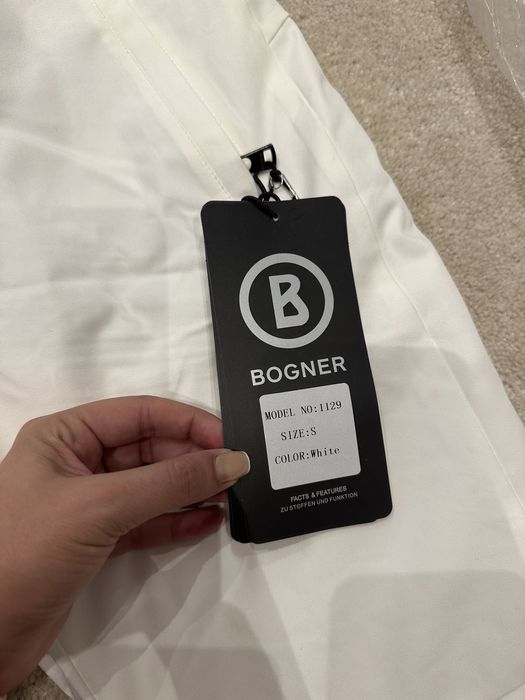 B
BOGNER
MODEL NO:1129
SIZE:S
COLOR:White
FACTS & FEATURES
ZU STOFFEN UND FUNKTION